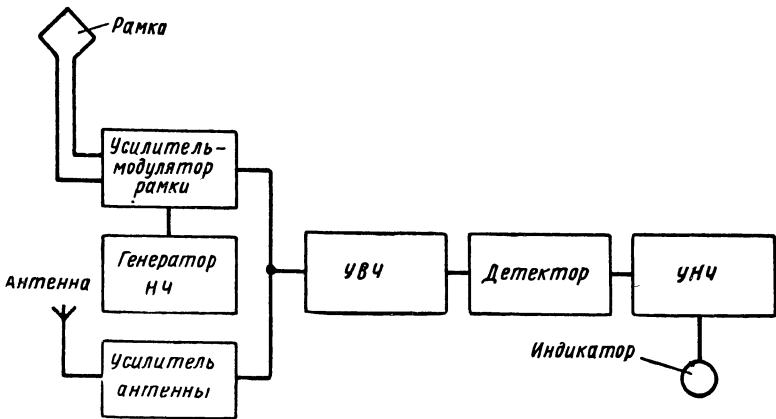 Рамка
Усилитель-
модулятор
рамки
Генератор
НЧ
Антенна
Усилитель
антенны
УВЧ
Детектор
УНЧ
Индикатор